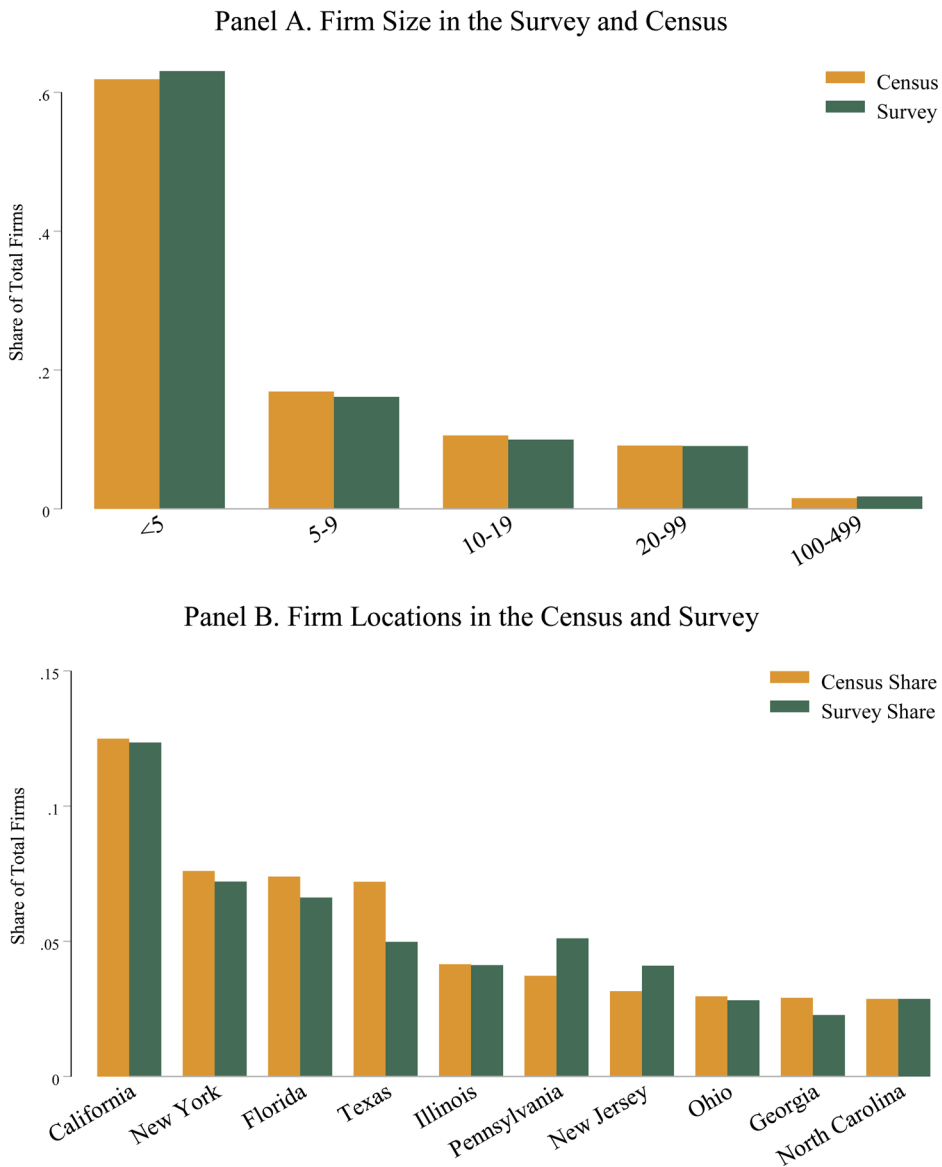 Panel A. Firm Size in the Survey and Census
Census
Survey
Share of Total Firms
.6
.4
.2
0
<5
5-9
10-19
20-99
100-499
Panel B. Firm Locations in the Census and Survey
Census Share
Survey Share
Share of Total Firms
.15
.1
.05
0
California
New York
Florida
Texas
Illinois
Pennsylvania
New Jersey
Ohio
Georgia
North Carolina